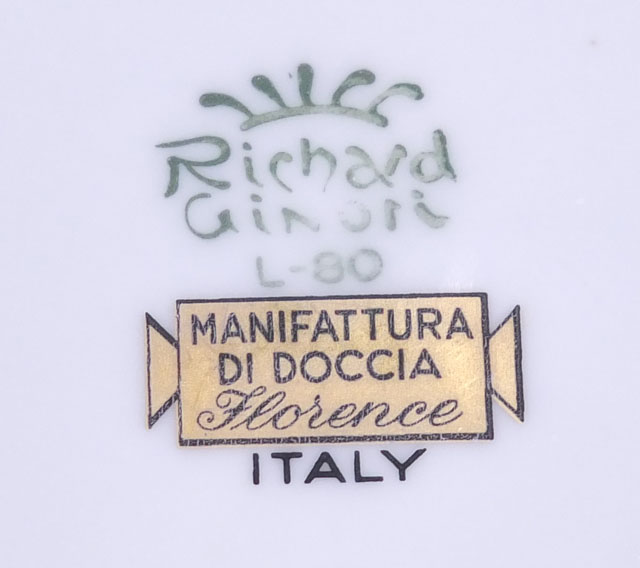 Richard
Ginori
L-80
MANIFATTURA
DI DOCCIA
Florence
ITALY